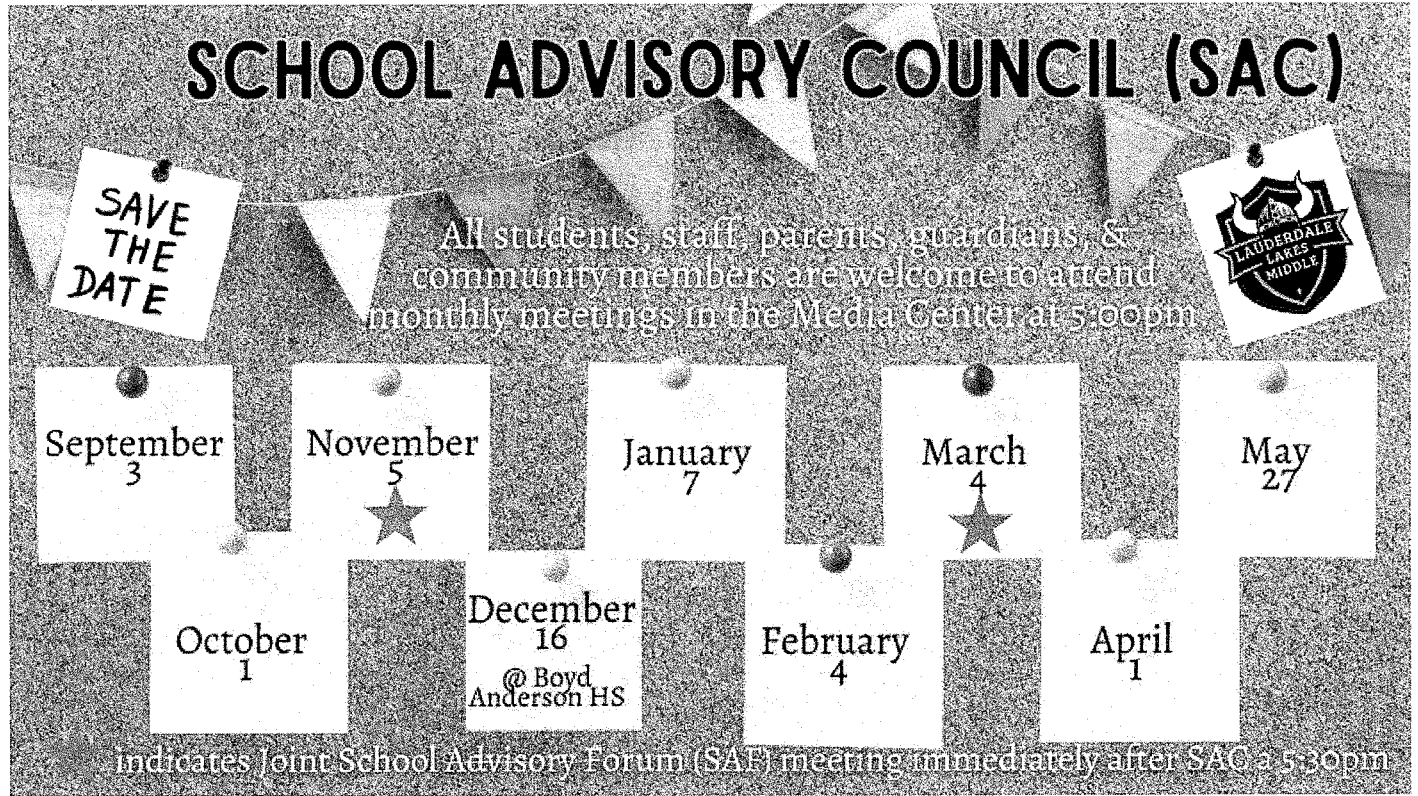 SCHOOL ADVISORY COUNCIL (SAC)
SAVE
THE
DATE
LAUDERDALE
LAKES
MIDDLE
All students, staff, parents, guardians, &
community members are welcome to attend
monthly meetings in the Media Center at 5:00pm
September
3
November
5
January
7
March
4
May
27
October
1
December
16
@ Boyd
Anderson HS
February
4
April
1
indicates Joint School Advisory Forum (SAF) meeting immediately after SAC a 5:30pm